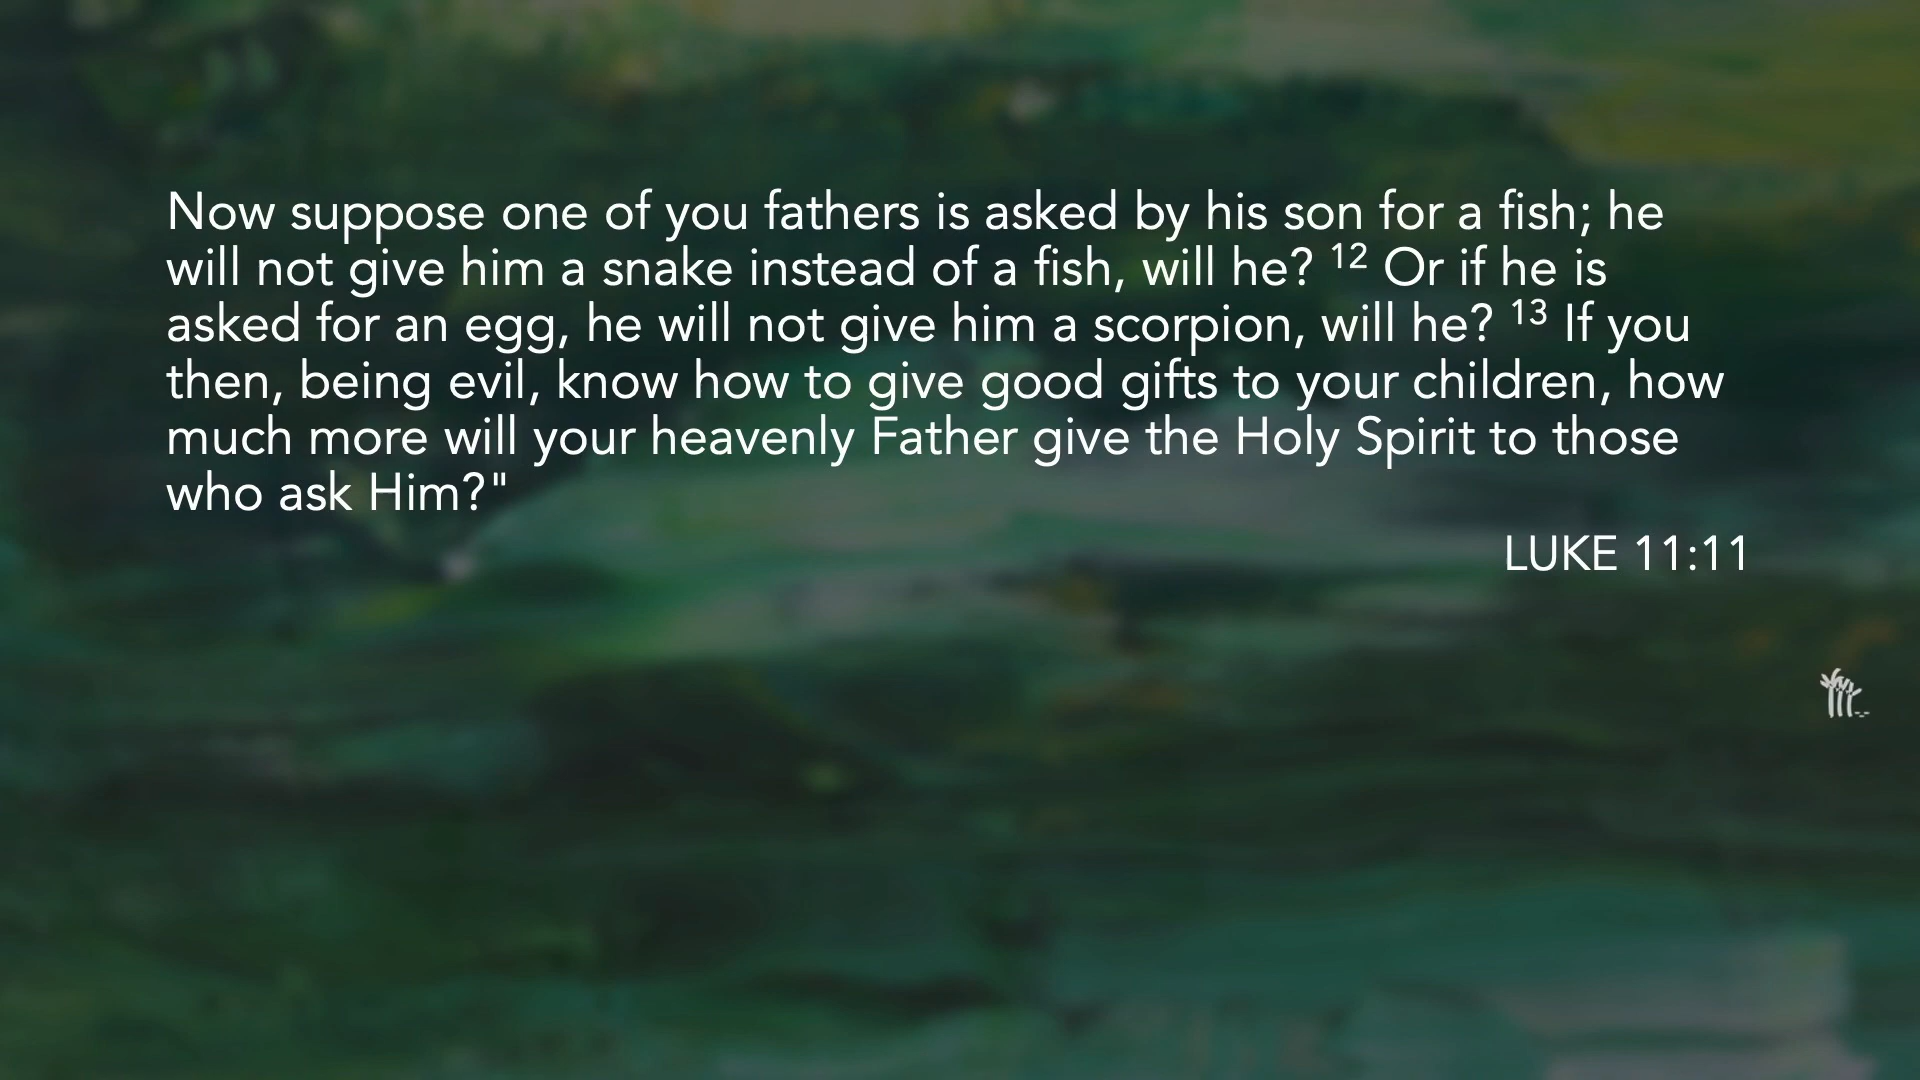 Now suppose one of you fathers is asked by his son for a fish; he
will not give him a snake instead of a fish, will he? 12 Or if he is
asked for an egg, he will not give him a scorpion, will he? 13 If you
then, being evil, know how to give good gifts to your children, how
much more will your heavenly Father give the Holy Spirit to those
who ask Him?"
LUKE 11:11